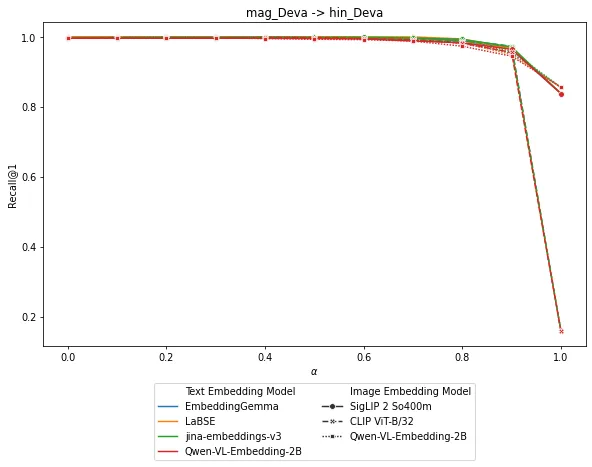 mag_Deva -> hin_Deva
Recall@1
1.0
0.8
0.6
0.4
0.2
0.0 0.2 0.4 0.6 0.8 1.0
α
Text Embedding Model Image Embedding Model
EmbeddingGemma SigLIP 2 So400m
LaBSE CLIP ViT-B/32
jina-embeddings-v3 Qwen-VL-Embedding-2B
Qwen-VL-Embedding-2B